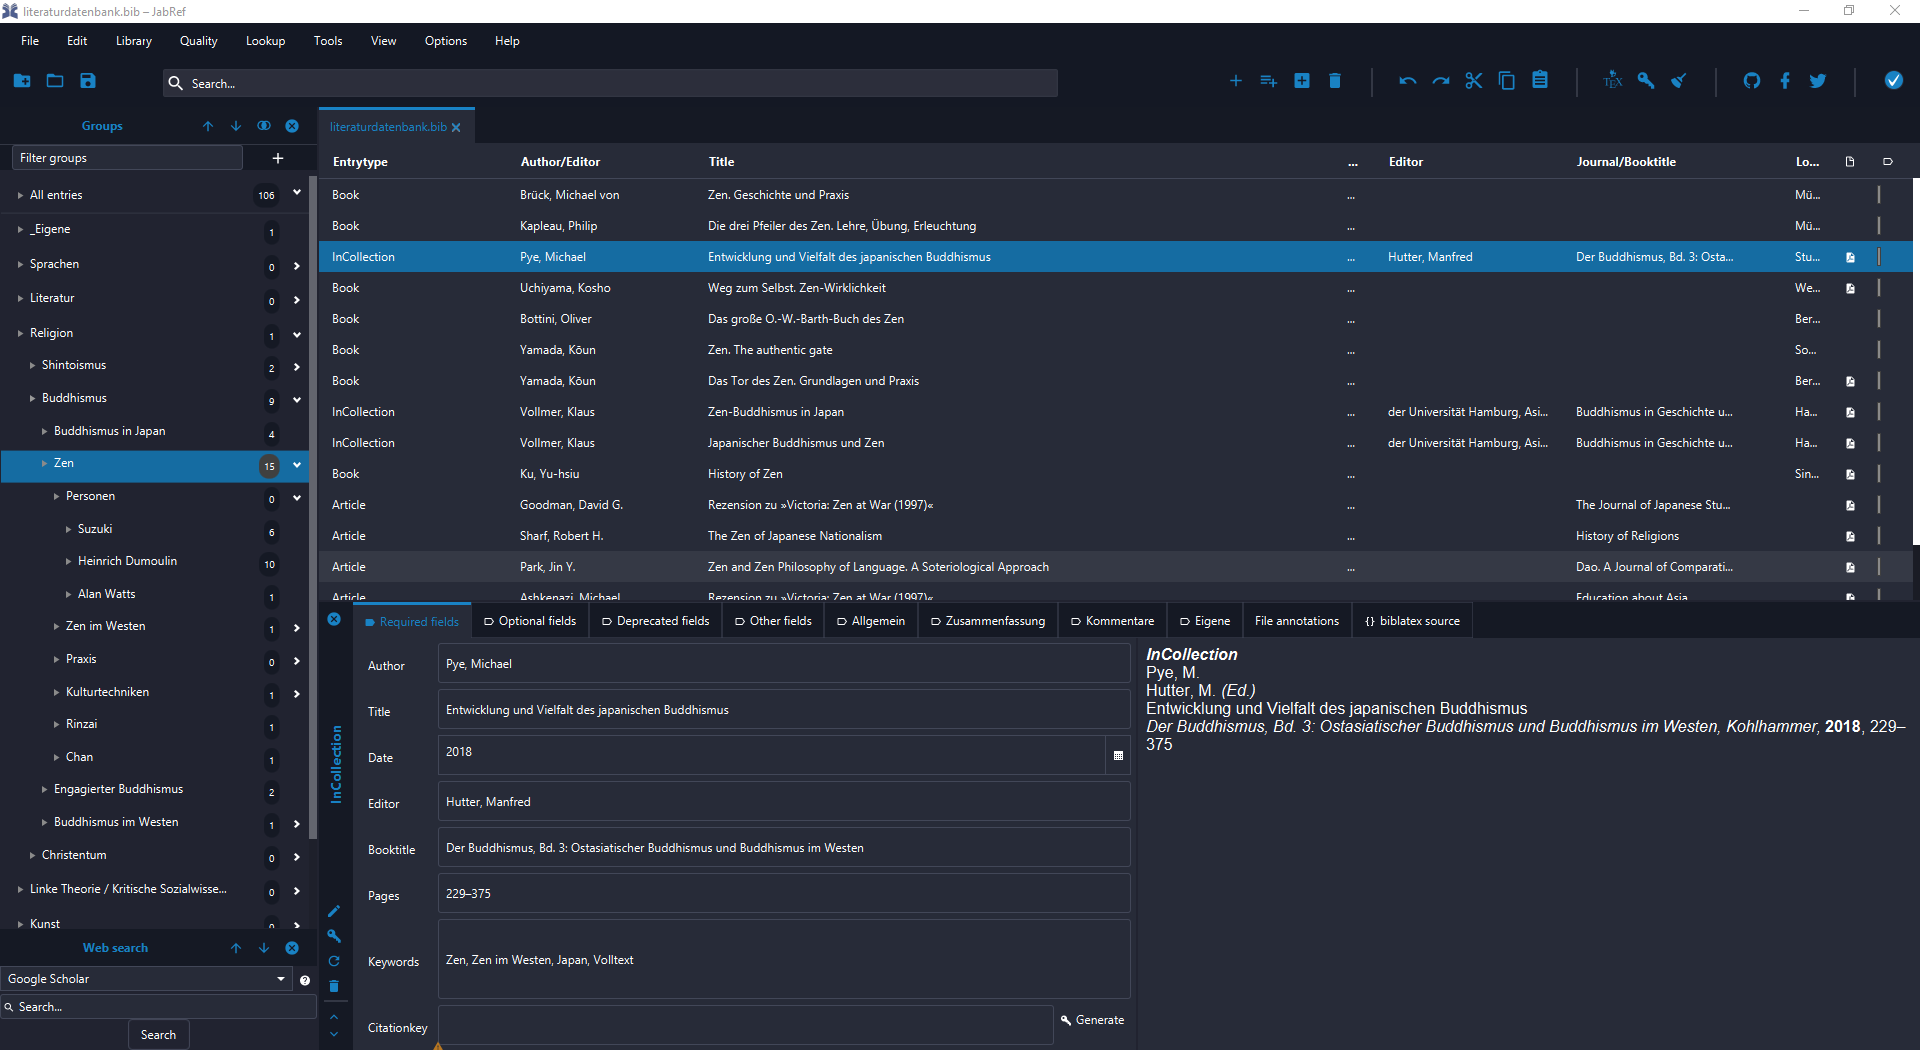 literaturdatenbank.bib – JabRef
File Edit Library Quality Lookup Tools View Options Help
Search...
TEX
Groups
Filter groups
All entries 106
_Eigene 1
Sprachen 0
Literatur 0
Religion 1
Shintoismus 2
Buddhismus 9
Buddhismus in Japan 4
Zen 15
Personen 0
Suzuki 6
Heinrich Dumoulin 10
Alan Watts 1
Zen im Westen 1
Praxis 0
Kulturtechniken 1
Rinzai 1
Chan 1
Engagierter Buddhismus 2
Buddhismus im Westen 1
Christentum 0
Linke Theorie / Kritische Sozialwisse... 0
Kunst 0
Web search
Google Scholar
Search...
Search
literaturdatenbank.bib
Entrytype Author/Editor Title ... Editor Journal/Booktitle Lo...
Book Brück, Michael von Zen. Geschichte und Praxis ... Mü...
Book Kapleau, Philip Die drei Pfeiler des Zen. Lehre, Übung, Erleuchtung ... Mü...
InCollection Pye, Michael Entwicklung und Vielfalt des japanischen Buddhismus ... Hutter, Manfred Der Buddhismus, Bd. 3: Osta... Stu...
Book Uchiyama, Kosho Weg zum Selbst. Zen-Wirklichkeit ... We...
Book Bottini, Oliver Das große O.-W.-Barth-Buch des Zen ... Ber...
Book Yamada, Kōun Zen. The authentic gate ... So...
Book Yamada, Kōun Das Tor des Zen. Grundlagen und Praxis ... Ber...
InCollection Vollmer, Klaus Zen-Buddhismus in Japan ... der Universität Hamburg, Asi... Buddhismus in Geschichte u... Ha...
InCollection Vollmer, Klaus Japanischer Buddhismus und Zen ... der Universität Hamburg, Asi... Buddhismus in Geschichte u... Ha...
Book Ku, Yu-hsiu History of Zen ... Sin...
Article Goodman, David G. Rezension zu »Victoria: Zen at War (1997)« ... The Journal of Japanese Stu...
Article Sharf, Robert H. The Zen of Japanese Nationalism ... History of Religions
Article Park, Jin Y. Zen and Zen Philosophy of Language. A Soteriological Approach ... Dao. A Journal of Comparati...
Article Ashkenazi, Michael Rezension zu »Victoria: Zen at War (1997)« ... Education about Asia
Required fields Optional fields Deprecated fields Other fields Allgemein Zusammenfassung Kommentare Eigene File annotations {} biblatex source
InCollection
Author Pye, Michael
Title Entwicklung und Vielfalt des japanischen Buddhismus
Date 2018
Editor Hutter, Manfred
Booktitle Der Buddhismus, Bd. 3: Ostasiatischer Buddhismus und Buddhismus im Westen
Pages 229–375
Keywords Zen, Zen im Westen, Japan, Volltext
Citationkey Generate
InCollection
Pye, M.
Hutter, M. (Ed.)
Entwicklung und Vielfalt des japanischen Buddhismus
Der Buddhismus, Bd. 3: Ostasiatischer Buddhismus und Buddhismus im Westen, Kohlhammer, 2018, 229–
375